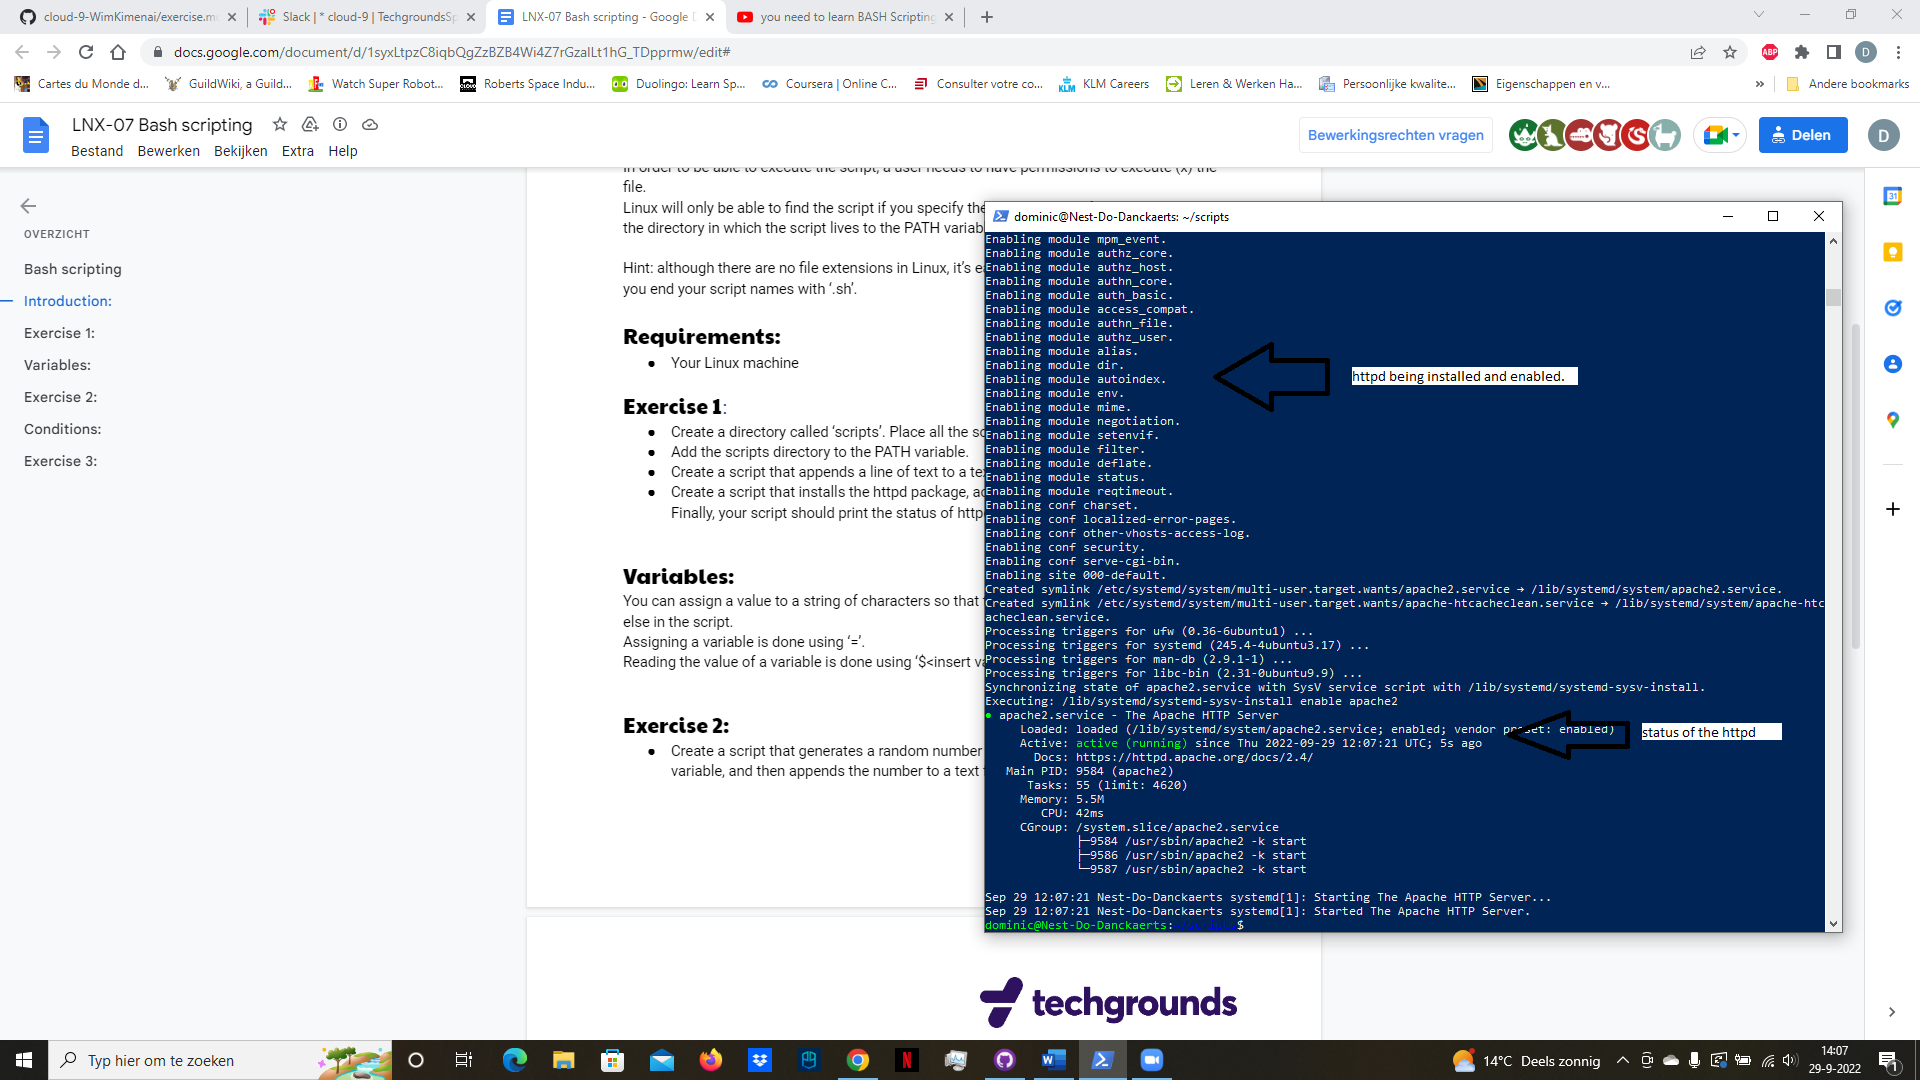 cloud-9-WimKimenai/exercise.m
Slack | * cloud-9 | TechgroundsSp
LNX-07 Bash scripting - Google D
you need to learn BASH Scripting
docs.google.com/document/d/1syxLtpzC8iqbQgZzBZB4Wi4Z7rGzalLt1hG_TDpprmw/edit#
ABP
D
Cartes du Monde d...
GuildWiki, a Guild...
Watch Super Robot...
Roberts Space Indu...
Duolingo: Learn Sp...
Coursera | Online C...
Consulter votre co...
KLM Careers
Leren & Werken Ha...
Persoonlijke kwalite...
Eigenschappen en v...
»
Andere bookmarks
LNX-07 Bash scripting
Bestand Bewerken Bekijken Extra Help
Bewerkingsrechten vragen
Delen
D
OVERZICHT
Bash scripting
Introduction:
Exercise 1:
Variables:
Exercise 2:
Conditions:
Exercise 3:
In order to be able to execute the script, a user needs to have permissions to execute (x) the
file.
Linux will only be able to find the script if you specify the
the directory in which the script lives to the PATH variab
Hint: although there are no file extensions in Linux, it's ea
you end your script names with '.sh'.
Requirements:
● Your Linux machine
Exercise 1:
● Create a directory called 'scripts'. Place all the sc
● Add the scripts directory to the PATH variable.
● Create a script that appends a line of text to a tex
● Create a script that installs the httpd package, ac
Finally, your script should print the status of http
Variables:
You can assign a value to a string of characters so that
else in the script.
Assigning a variable is done using '='.
Reading the value of a variable is done using '$<insert va
Exercise 2:
● Create a script that generates a random number
variable, and then appends the number to a text
techgrounds
dominic@Nest-Do-Danckaerts: ~/scripts
Enabling module mpm_event.
Enabling module authz_core.
Enabling module authz_host.
Enabling module authn_core.
Enabling module auth_basic.
Enabling module access_compat.
Enabling module authn_file.
Enabling module authz_user.
Enabling module alias.
Enabling module dir.
Enabling module autoindex.
Enabling module env.
Enabling module mime.
Enabling module negotiation.
Enabling module setenvif.
Enabling module filter.
Enabling module deflate.
Enabling module status.
Enabling module reqtimeout.
Enabling conf charset.
Enabling conf localized-error-pages.
Enabling conf other-vhosts-access-log.
Enabling conf security.
Enabling conf serve-cgi-bin.
Enabling site 000-default.
Created symlink /etc/systemd/system/multi-user.target.wants/apache2.service → /lib/systemd/system/apache2.service.
Created symlink /etc/systemd/system/multi-user.target.wants/apache-htcacheclean.service → /lib/systemd/system/apache-htc
acheclean.service.
Processing triggers for ufw (0.36-6ubuntu1) ...
Processing triggers for systemd (245.4-4ubuntu3.17) ...
Processing triggers for man-db (2.9.1-1) ...
Processing triggers for libc-bin (2.31-0ubuntu9.9) ...
Synchronizing state of apache2.service with SysV service script with /lib/systemd/systemd-sysv-install.
Executing: /lib/systemd/systemd-sysv-install enable apache2
● apache2.service - The Apache HTTP Server
Loaded: loaded (/lib/systemd/system/apache2.service; enabled; vendor preset: enabled)
Active: active (running) since Thu 2022-09-29 12:07:21 UTC; 5s ago
Docs: https://httpd.apache.org/docs/2.4/
Main PID: 9584 (apache2)
Tasks: 55 (limit: 4620)
Memory: 5.5M
CPU: 42ms
CGroup: /system.slice/apache2.service
├─9584 /usr/sbin/apache2 -k start
├─9586 /usr/sbin/apache2 -k start
└─9587 /usr/sbin/apache2 -k start
Sep 29 12:07:21 Nest-Do-Danckaerts systemd[1]: Starting The Apache HTTP Server...
Sep 29 12:07:21 Nest-Do-Danckaerts systemd[1]: Started The Apache HTTP Server.
dominic@Nest-Do-Danckaerts:~/scripts$
httpd being installed and enabled.
status of the httpd
Typ hier om te zoeken
14°C Deels zonnig
14:07
29-9-2022
1